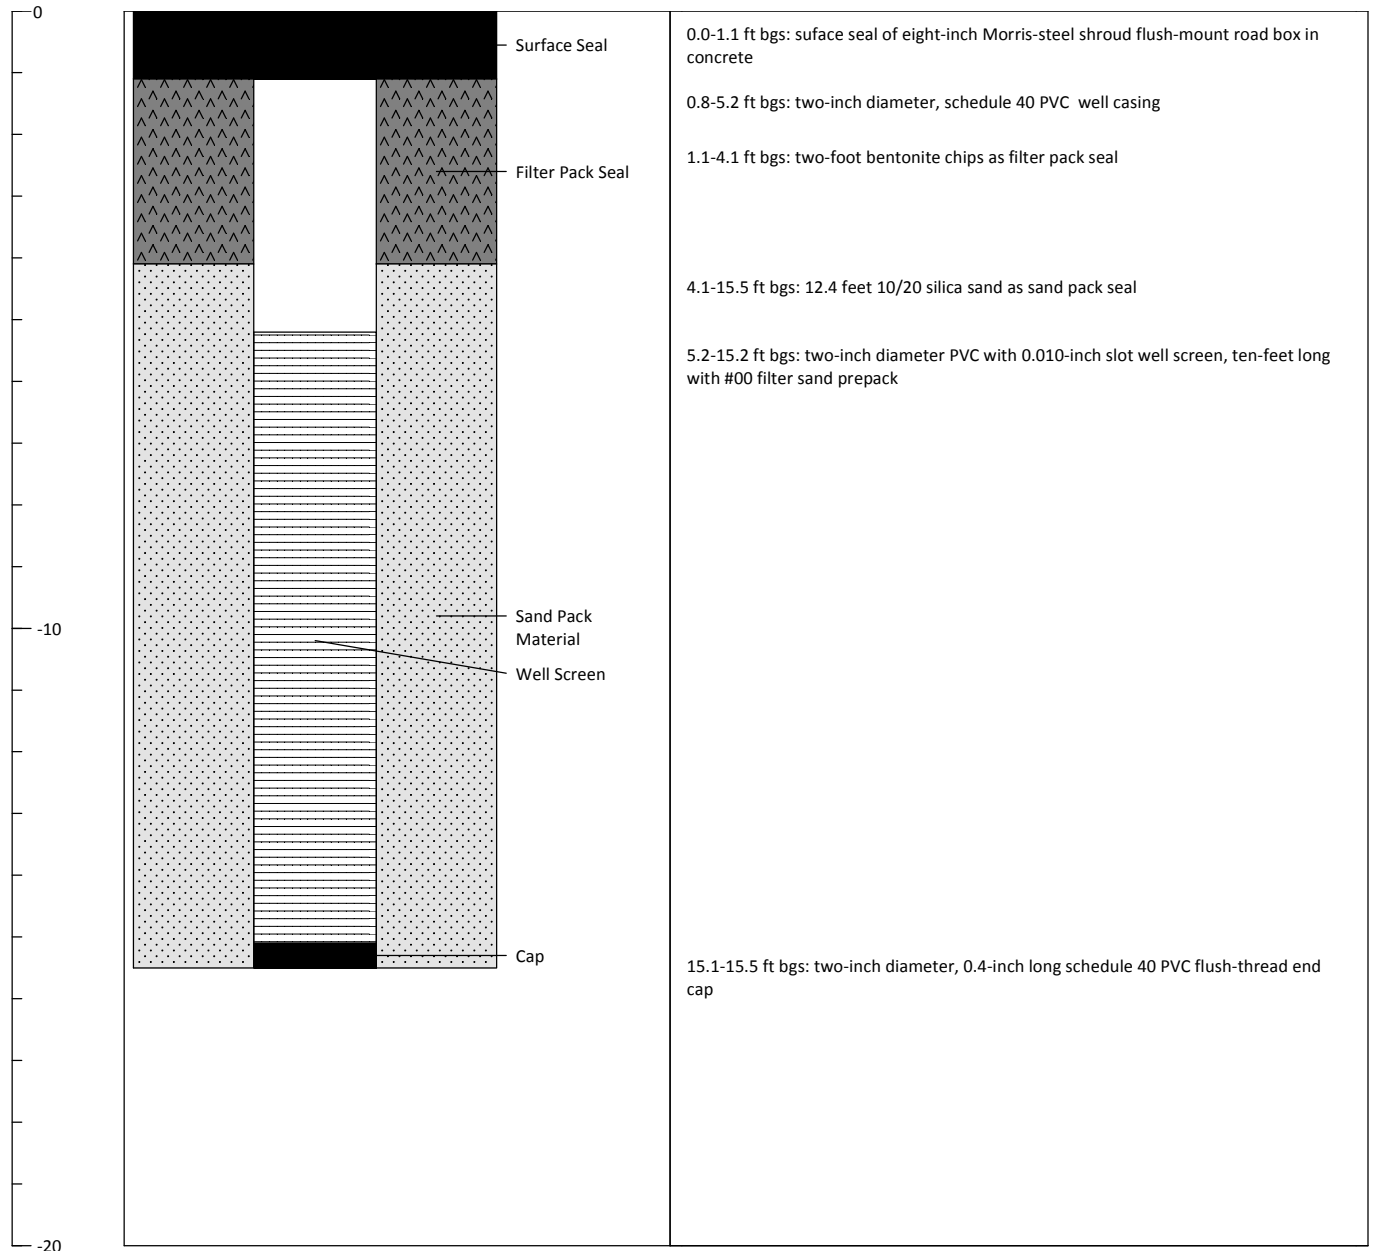 0
Surface Seal
0.0-1.1 ft bgs: suface seal of eight-inch Morris-steel shroud flush-mount road box in
concrete
0.8-5.2 ft bgs: two-inch diameter, schedule 40 PVC  well casing
1.1-4.1 ft bgs: two-foot bentonite chips as filter pack seal
Filter Pack Seal
4.1-15.5 ft bgs: 12.4 feet 10/20 silica sand as sand pack seal
5.2-15.2 ft bgs: two-inch diameter PVC with 0.010-inch slot well screen, ten-feet long
with #00 filter sand prepack
-10
Sand Pack
Material
Well Screen
Cap
15.1-15.5 ft bgs: two-inch diameter, 0.4-inch long schedule 40 PVC flush-thread end
cap
-20